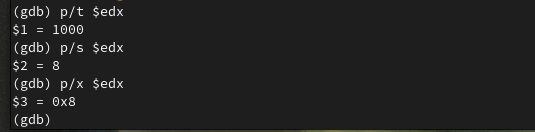 (gdb) p/t $edx
$1 = 1000
(gdb) p/s $edx
$2 = 8
(gdb) p/x $edx
$3 = 0x8
(gdb)